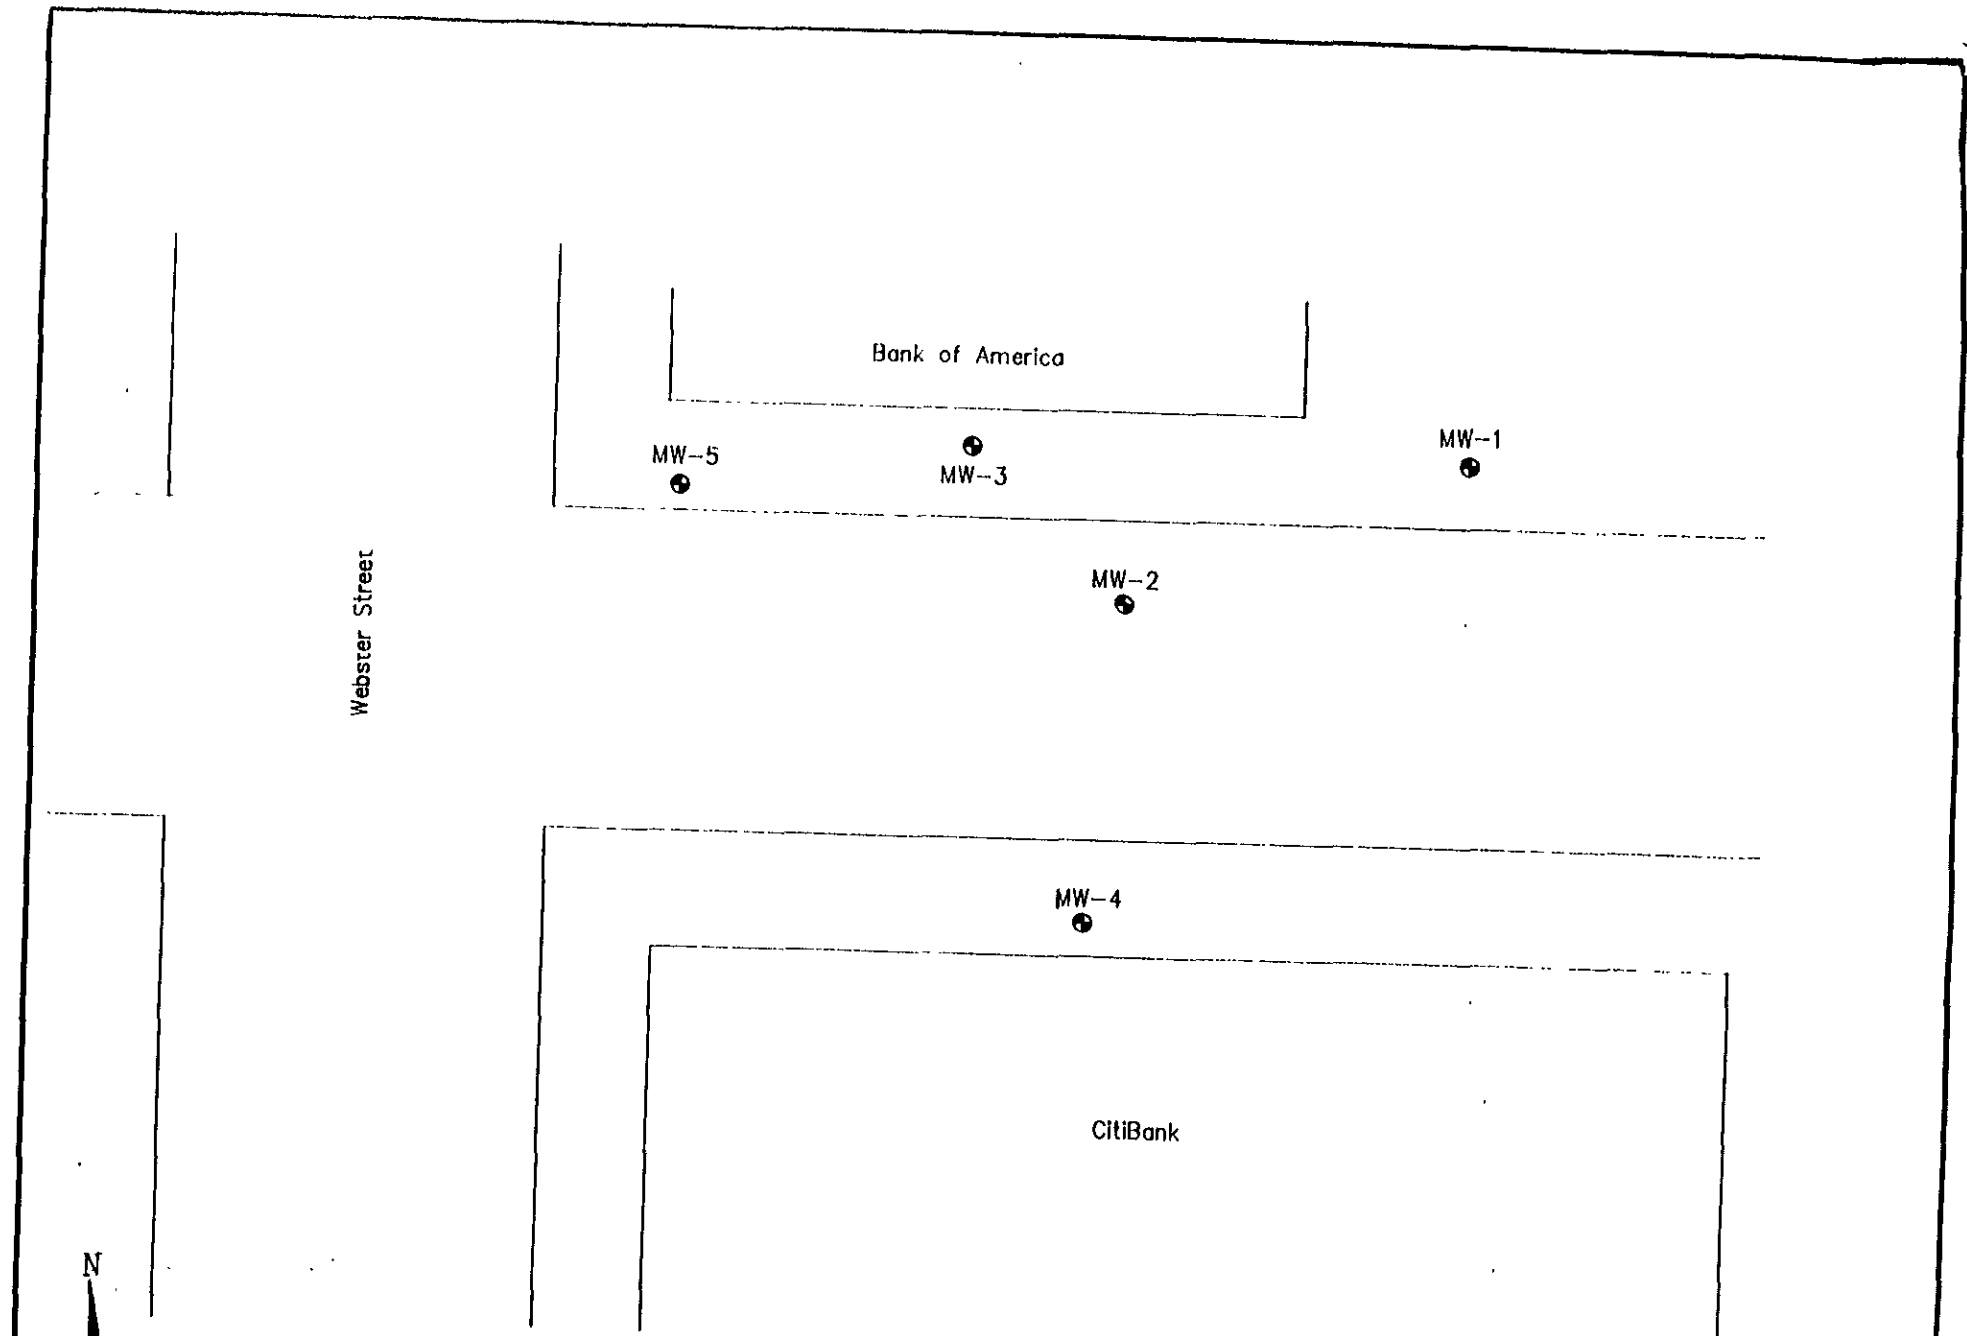 Bank of America
MW-1
MW-5
MW-3
MW-2
Webster Street
MW-4
CitiBank
N